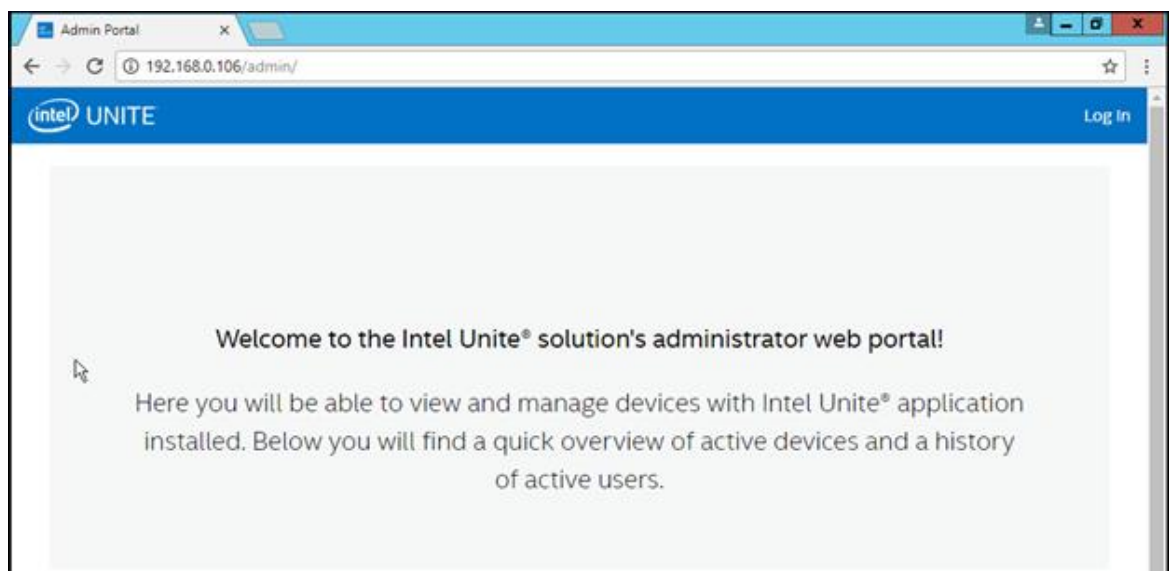 Admin Portal
192.168.0.106/admin/
intel UNITE
Log In
Welcome to the Intel Unite® solution's administrator web portal!
Here you will be able to view and manage devices with Intel Unite® application
installed. Below you will find a quick overview of active devices and a history
of active users.